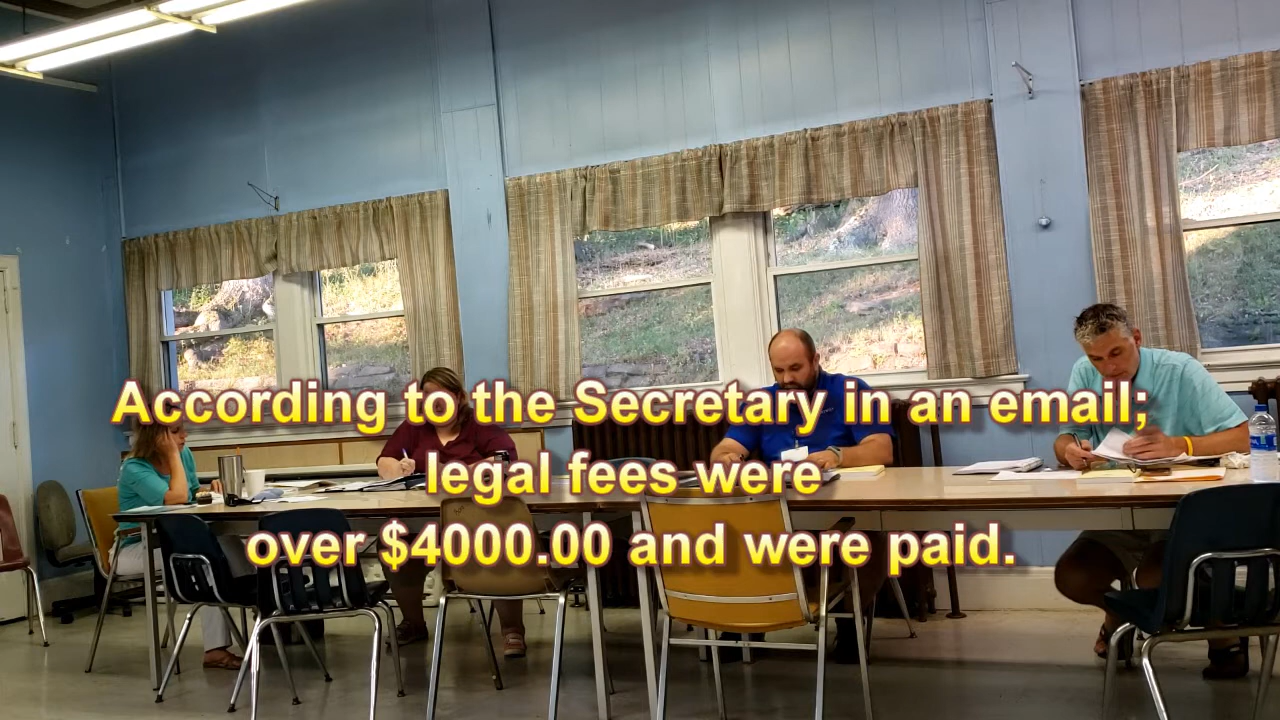 According to the Secretary in an email;
legal fees were
over $4000.00 and were paid.